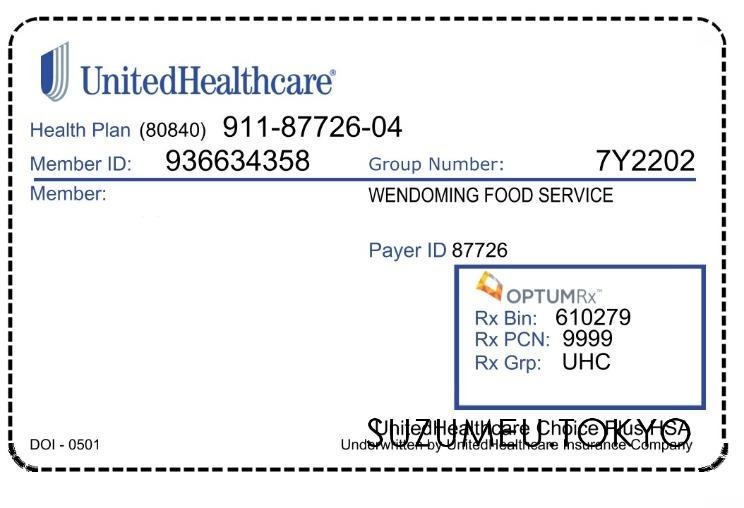 UnitedHealthcare®
Health Plan (80840) 911-87726-04
Member ID: 936634358 Group Number: 7Y2202
Member: WENDOMING FOOD SERVICE
Payer ID 87726
OPTUMRx™
Rx Bin: 610279
Rx PCN: 9999
Rx Grp: UHC
UnitedHealthcare Choice Plus HSA
SUZUMEU.TOKYO
DOI - 0501 Underwritten by UnitedHealthcare Insurance Company